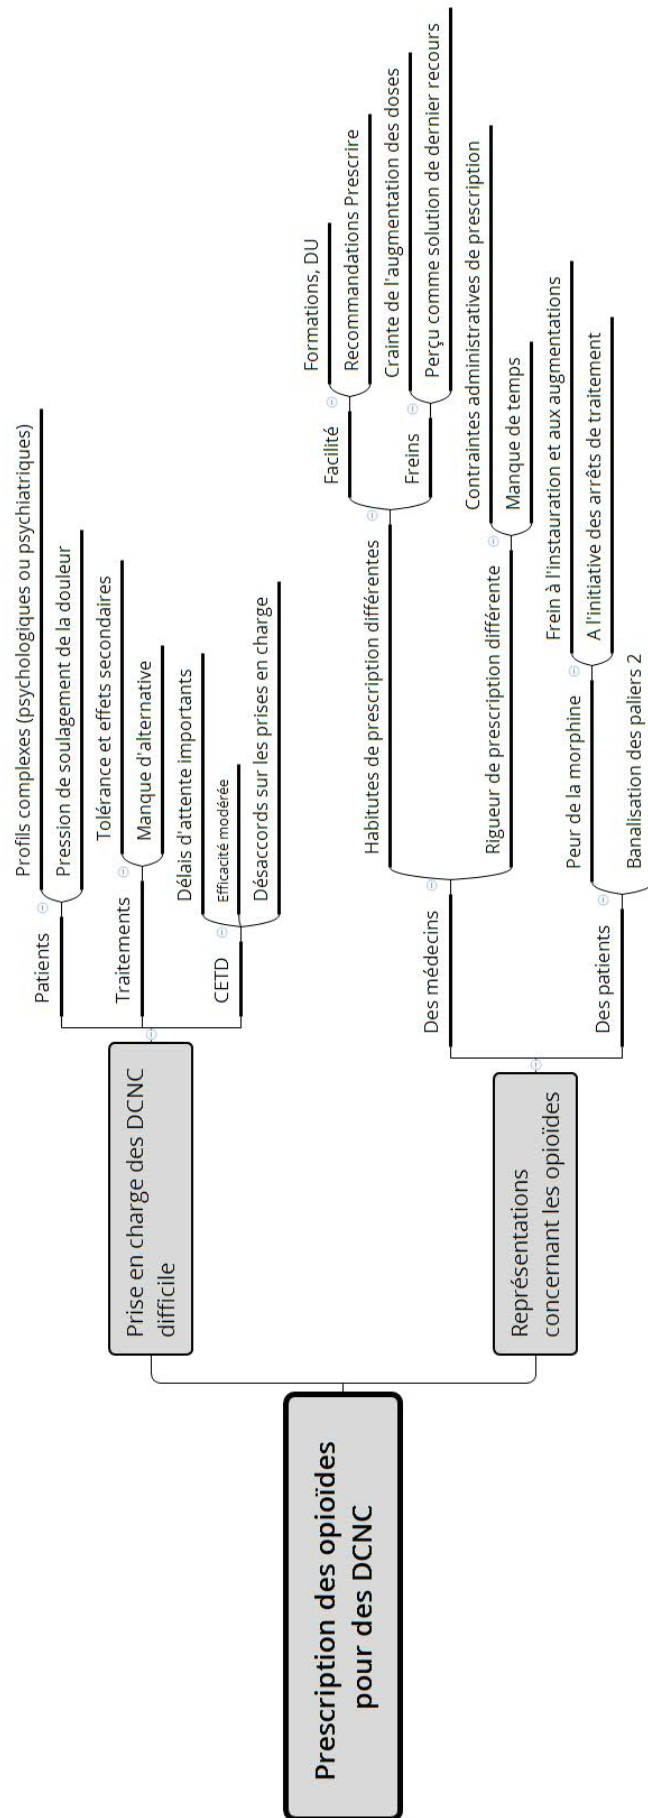 Prescription des opioïdes
pour des DCNC
Prise en charge des DCNC
difficile
Patients
Profils complexes (psychologiques ou psychiatriques)
Pression de soulagement de la douleur
Traitements
Tolérance et effets secondaires
Manque d'alternative
CETD
Délais d'attente importants
Efficacité modérée
Désaccords sur les prises en charge
Représentations
concernant les opioïdes
Des médecins
Habitutes de prescription différentes
Facilité
Formations, DU
Recommandations Prescrire
Freins
Crainte de l'augmentation des doses
Perçu comme solution de dernier recours
Rigueur de prescription différente
Contraintes administratives de prescription
Manque de temps
Des patients
Peur de la morphine
Frein à l'instauration et aux augmentations
A l'initiative des arrêts de traitement
Banalisation des paliers 2